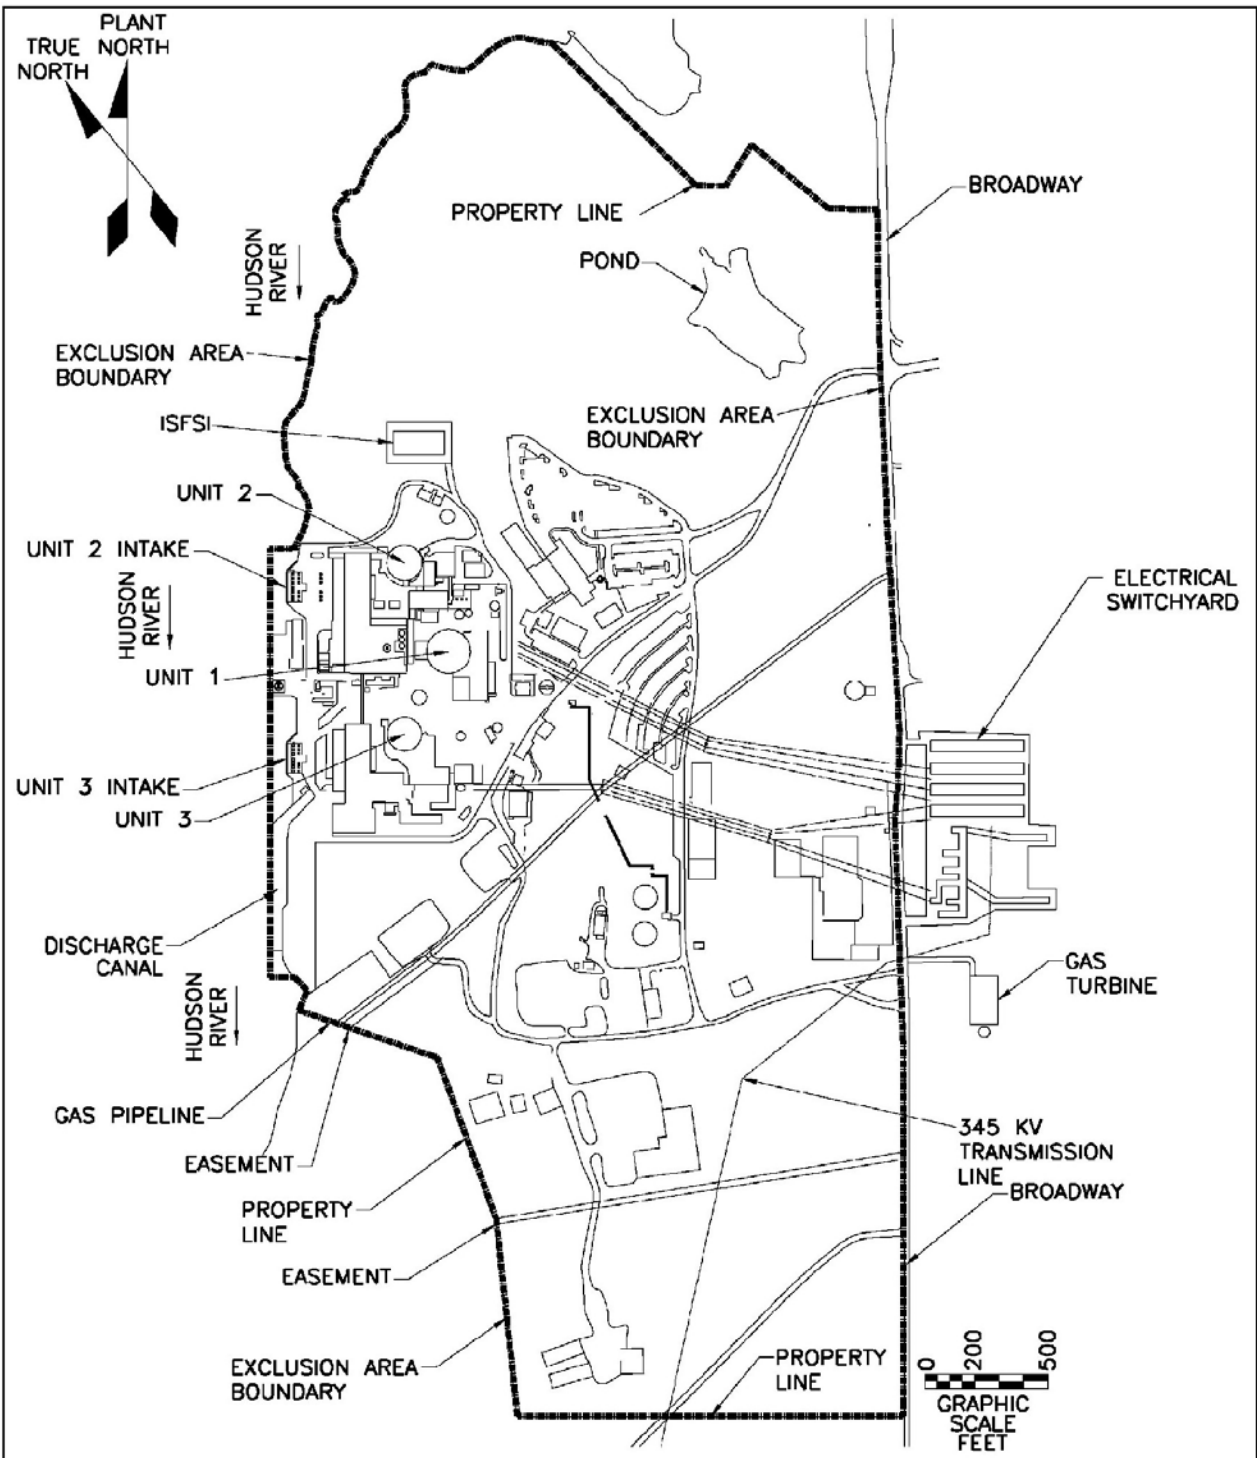 PLANT
NORTH
TRUE
NORTH
BROADWAY
PROPERTY LINE
POND
HUDSON
RIVER
EXCLUSION AREA
BOUNDARY
EXCLUSION AREA
BOUNDARY
ISFSI
UNIT 2
UNIT 2 INTAKE
HUDSON
RIVER
ELECTRICAL
SWITCHYARD
UNIT 1
UNIT 3 INTAKE
UNIT 3
DISCHARGE
CANAL
GAS
TURBINE
HUDSON
RIVER
GAS PIPELINE
345 KV
TRANSMISSION
LINE
EASEMENT
BROADWAY
PROPERTY
LINE
EASEMENT
EXCLUSION AREA
BOUNDARY
PROPERTY
LINE
0 200 500
GRAPHIC
SCALE
FEET